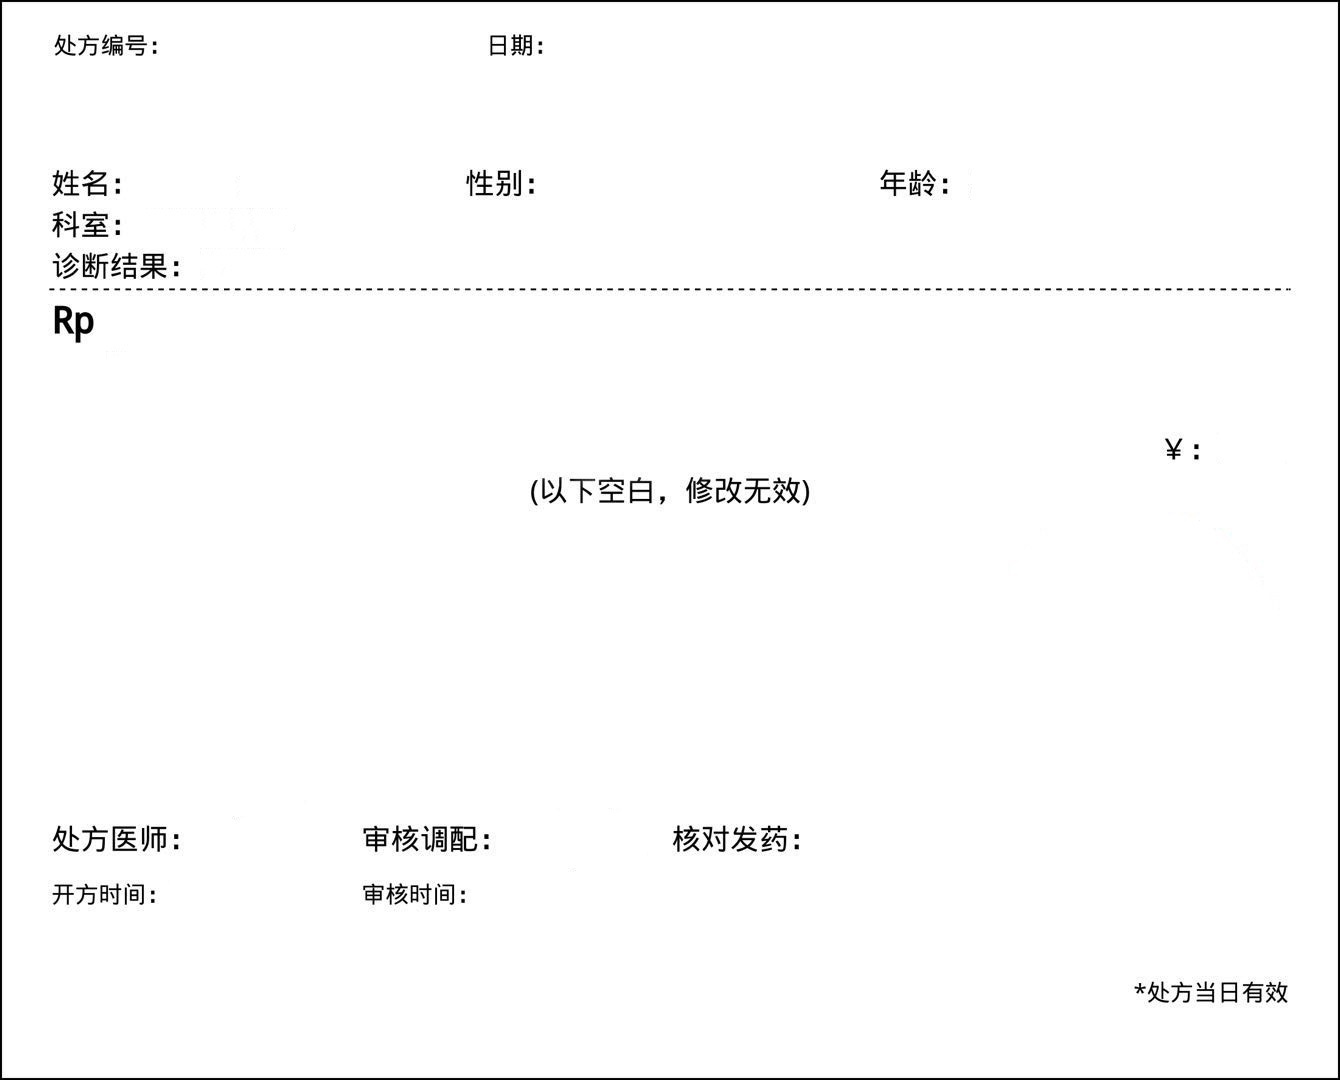 处方编号: 日期:
姓名: 性别: 年龄:
科室:
诊断结果:
Rp
¥:
(以下空白，修改无效)
处方医师: 审核调配: 核对发药:
开方时间: 审核时间:
*处方当日有效